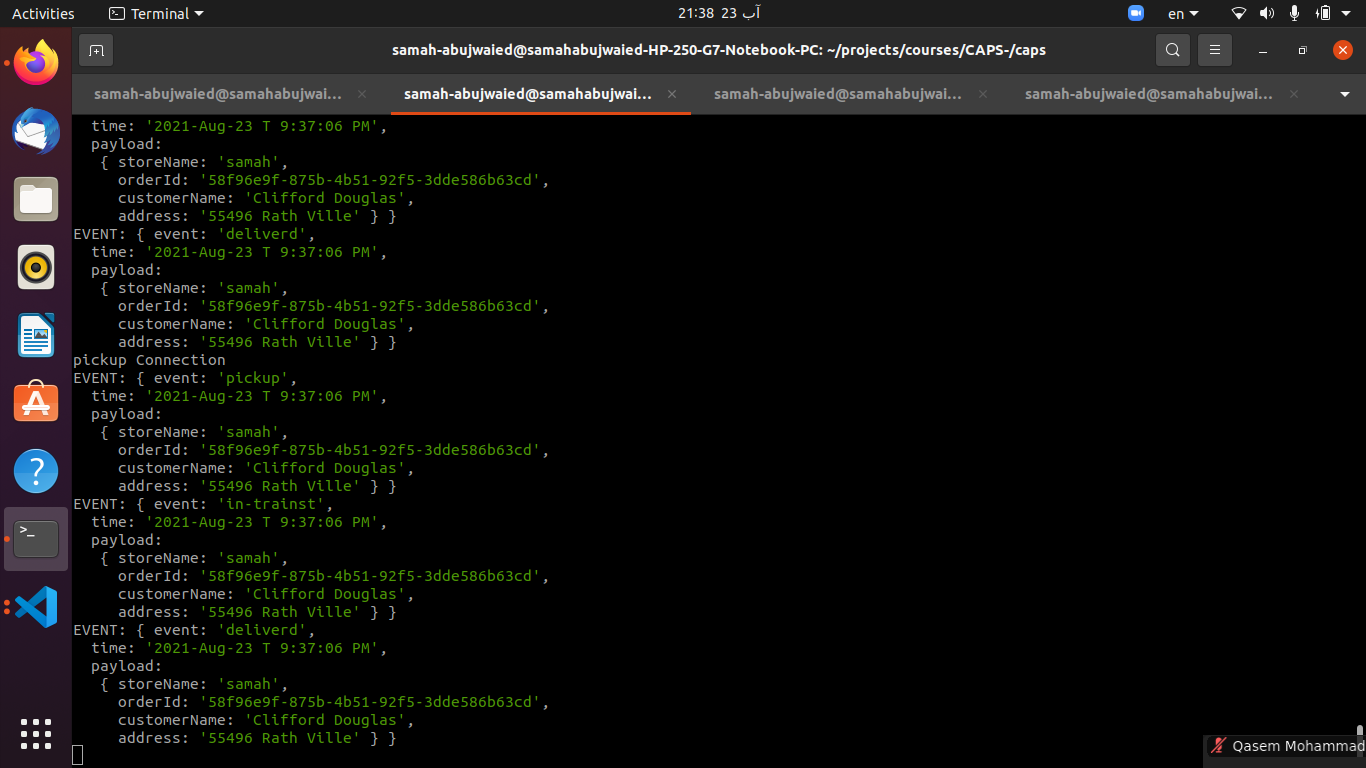 Activities
Terminal
21:38 23 آب
en
samah-abujwaied@samahabujwaied-HP-250-G7-Notebook-PC: ~/projects/courses/CAPS-/caps
samah-abujwaied@samahabujwai...
samah-abujwaied@samahabujwai...
samah-abujwaied@samahabujwai...
samah-abujwaied@samahabujwai...
time: '2021-Aug-23 T 9:37:06 PM',
payload:
{ storeName: 'samah',
orderId: '58f96e9f-875b-4b51-92f5-3dde586b63cd',
customerName: 'Clifford Douglas',
address: '55496 Rath Ville' } }
EVENT: { event: 'deliverd',
time: '2021-Aug-23 T 9:37:06 PM',
payload:
{ storeName: 'samah',
orderId: '58f96e9f-875b-4b51-92f5-3dde586b63cd',
customerName: 'Clifford Douglas',
address: '55496 Rath Ville' } }
pickup Connection
EVENT: { event: 'pickup',
time: '2021-Aug-23 T 9:37:06 PM',
payload:
{ storeName: 'samah',
orderId: '58f96e9f-875b-4b51-92f5-3dde586b63cd',
customerName: 'Clifford Douglas',
address: '55496 Rath Ville' } }
EVENT: { event: 'in-trainst',
time: '2021-Aug-23 T 9:37:06 PM',
payload:
{ storeName: 'samah',
orderId: '58f96e9f-875b-4b51-92f5-3dde586b63cd',
customerName: 'Clifford Douglas',
address: '55496 Rath Ville' } }
EVENT: { event: 'deliverd',
time: '2021-Aug-23 T 9:37:06 PM',
payload:
{ storeName: 'samah',
orderId: '58f96e9f-875b-4b51-92f5-3dde586b63cd',
customerName: 'Clifford Douglas',
address: '55496 Rath Ville' } }
Qasem Mohammad